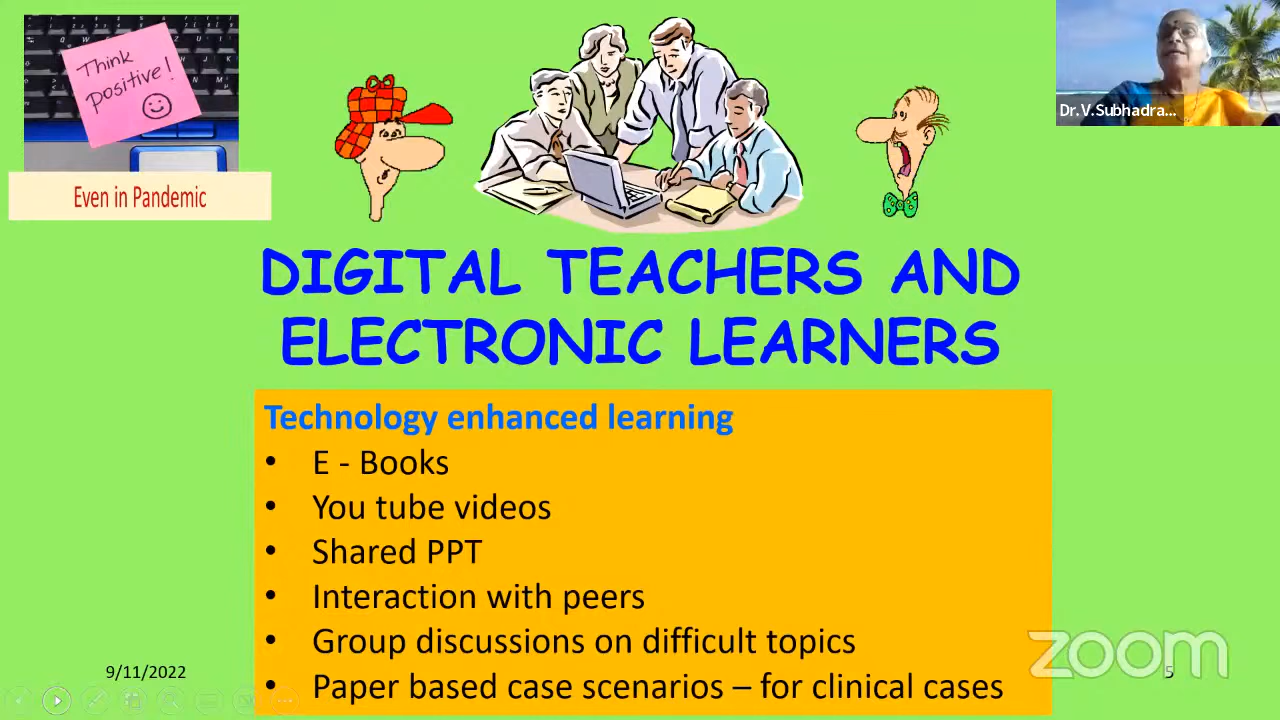 Think
positive!
Even in Pandemic
Dr.V.Subhadra...
DIGITAL TEACHERS AND
ELECTRONIC LEARNERS
Technology enhanced learning
• E - Books
• You tube videos
• Shared PPT
• Interaction with peers
• Group discussions on difficult topics
• Paper based case scenarios – for clinical cases
9/11/2022
5
zoom